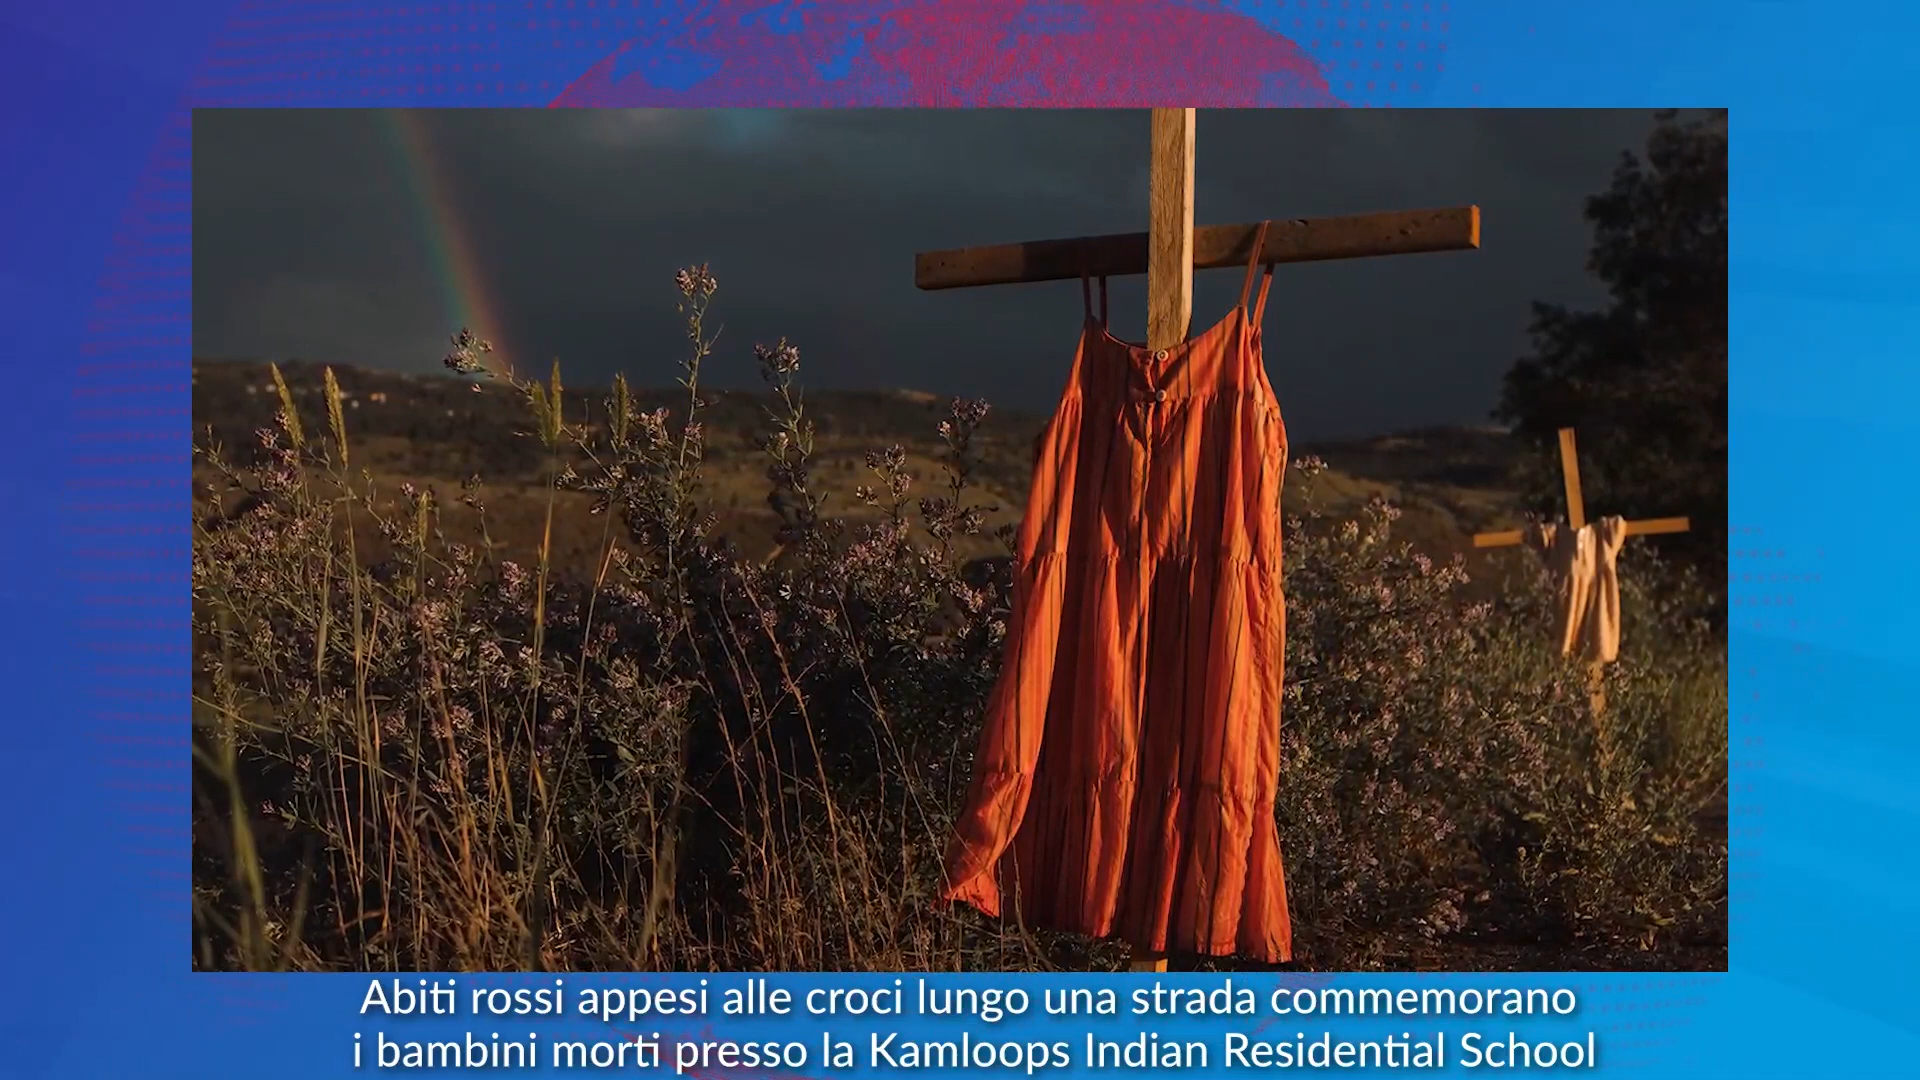 Abiti rossi appesi alle croci lungo una strada commemorano
i bambini morti presso la Kamloops Indian Residential School